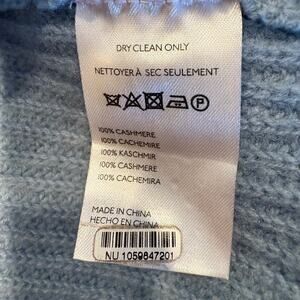 DRY CLEAN ONLY
NETTOYER À SEC SEULEMENT
P
100% CASHMERE
100% CACHEMIRE
100% KASCHMIR
100% CASHMERE
100% CACHEMIRA
MADE IN CHINA
HECHO EN CHINA
NU 1059847201